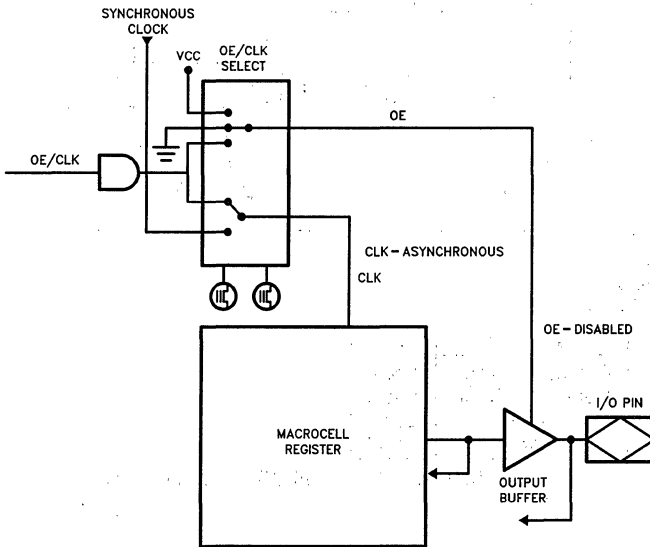 SYNCHRONOUS
CLOCK
VCC
OE/CLK
SELECT
OE
OE/CLK
CLK–ASYNCHRONOUS
CLK
OE–DISABLED
I/O PIN
MACROCELL
REGISTER
OUTPUT
BUFFER